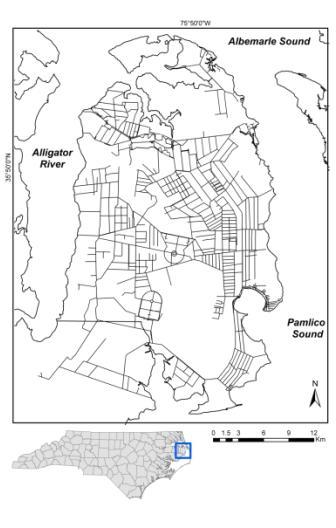 75°50'0"W
Albemarle Sound
Alligator
River
35°50'0"N
Pamlico
Sound
N
0 1.5 3 6 9 12
Km